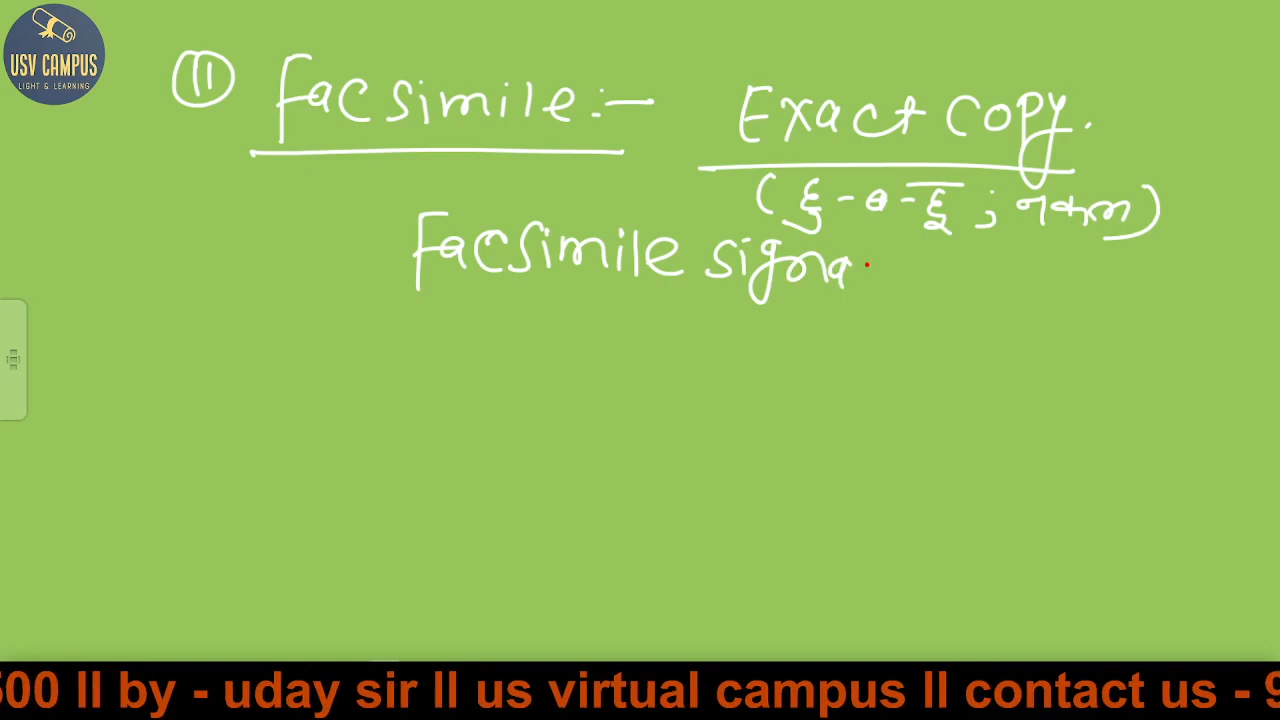 USV CAMPUS
LIGHT & LEARNING
(11) Facsimile :- Exact copy.
(हु-ब-हू ; नकल)
Facsimile signa
500 ll by - uday sir ll us virtual campus ll contact us - 9